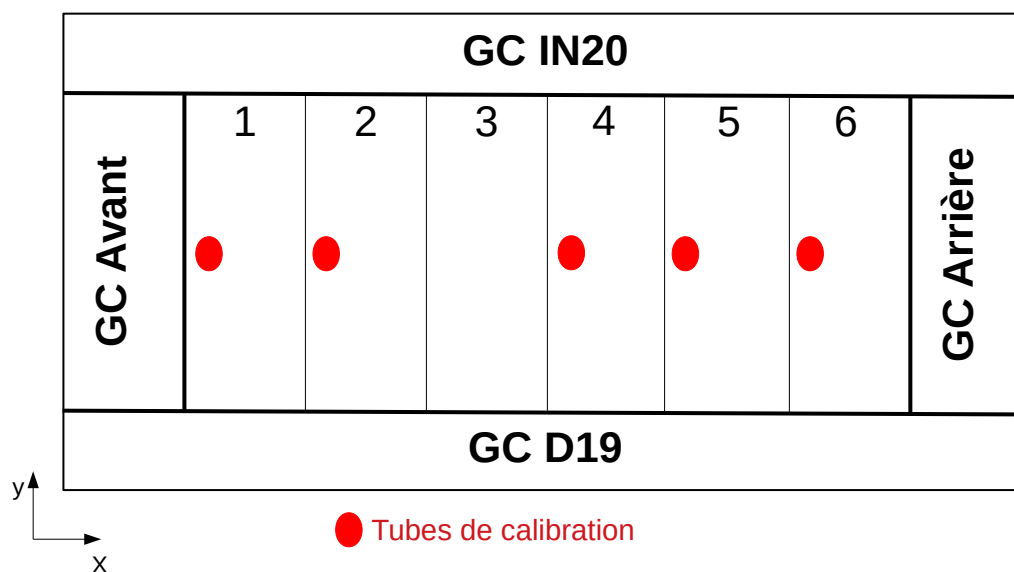 GC IN20
1 2 3 4 5 6
GC Avant
GC Arrière
GC D19
y
x
Tubes de calibration